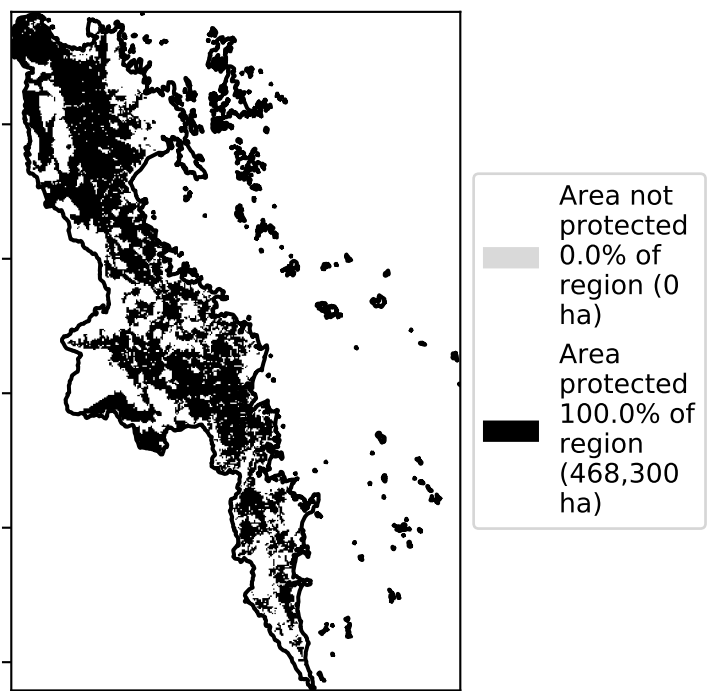 Area not
protected
0.0% of
region (0
ha)
Area
protected
100.0% of
region
(468,300
ha)